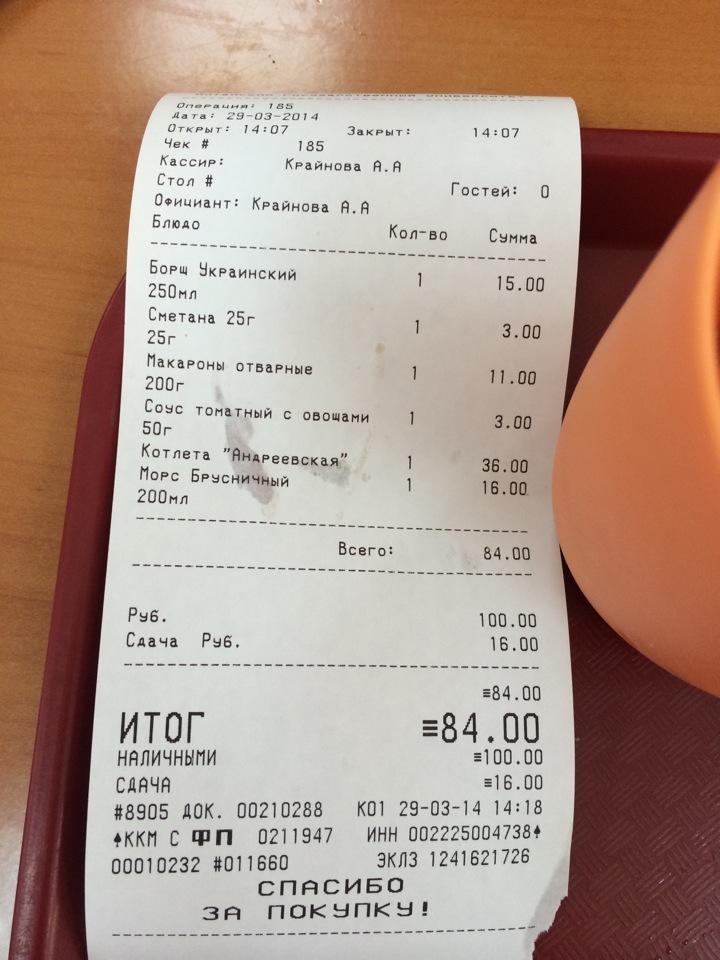 Операция: 185
Дата: 29-03-2014
Открыт: 14:07 Закрыт: 14:07
Чек # 185
Кассир: Крайнова А.А
Стол # Гостей: 0
Официант: Крайнова А.А
Блюдо Кол-во Сумма
Борщ Украинский 1 15.00
250мл
Сметана 25г 1 3.00
25г
Макароны отварные 1 11.00
200г
Соус томатный с овощами 1 3.00
50г
Котлета "Андреевская" 1 36.00
Морс Брусничный 1 16.00
200мл
Всего: 84.00
Руб. 100.00
Сдача Руб. 16.00
≡84.00
ИТОГ ≡84.00
НАЛИЧНЫМИ ≡100.00
СДАЧА ≡16.00
#8905 ДОК. 00210288 К01 29-03-14 14:18
♠ККМ С ФП 0211947 ИНН 002225004738♠
00010232 #011660 ЭКЛЗ 1241621726
СПАСИБО
ЗА ПОКУПКУ!